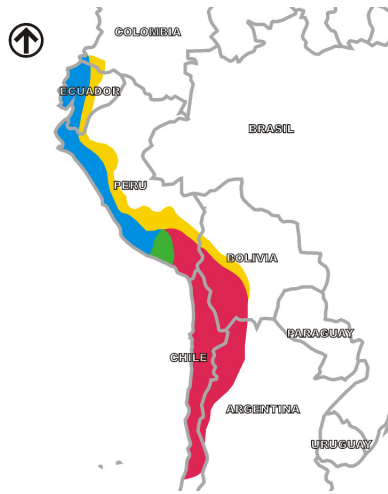 COLOMBIA
ECUADOR
BRASIL
PERU
BOLIVIA
PARAGUAY
CHILE
ARGENTINA
URUGUAY